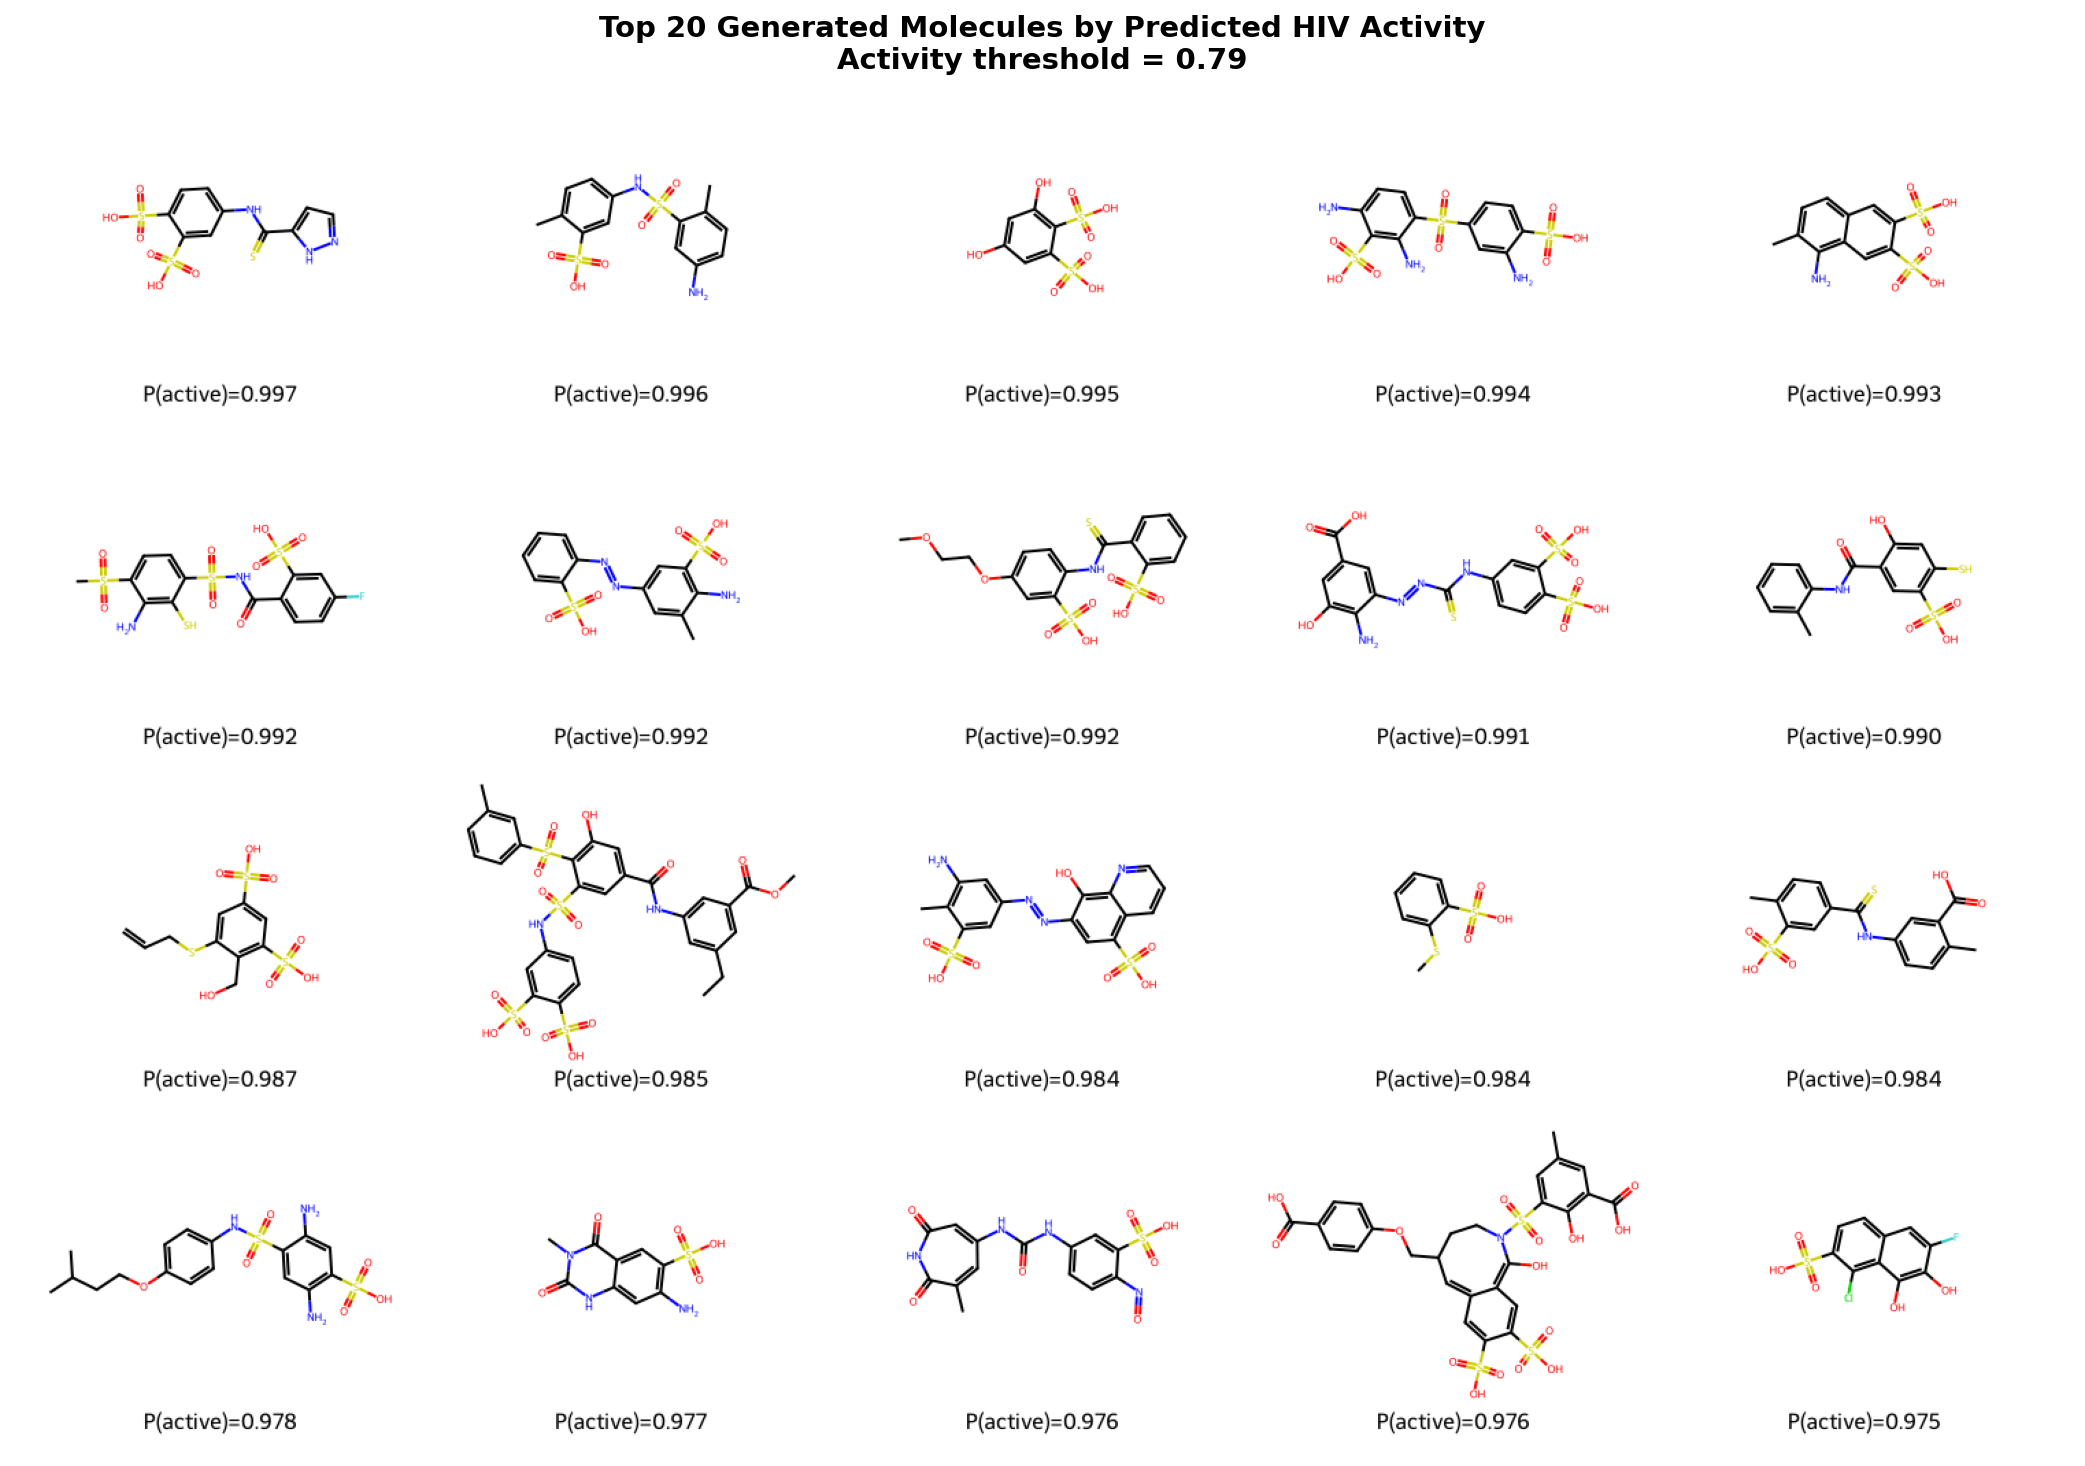 Top 20 Generated Molecules by Predicted HIV Activity
Activity threshold = 0.79
P(active)=0.997
P(active)=0.996
P(active)=0.995
P(active)=0.994
P(active)=0.993
P(active)=0.992
P(active)=0.992
P(active)=0.992
P(active)=0.991
P(active)=0.990
P(active)=0.987
P(active)=0.985
P(active)=0.984
P(active)=0.984
P(active)=0.984
P(active)=0.978
P(active)=0.977
P(active)=0.976
P(active)=0.976
P(active)=0.975